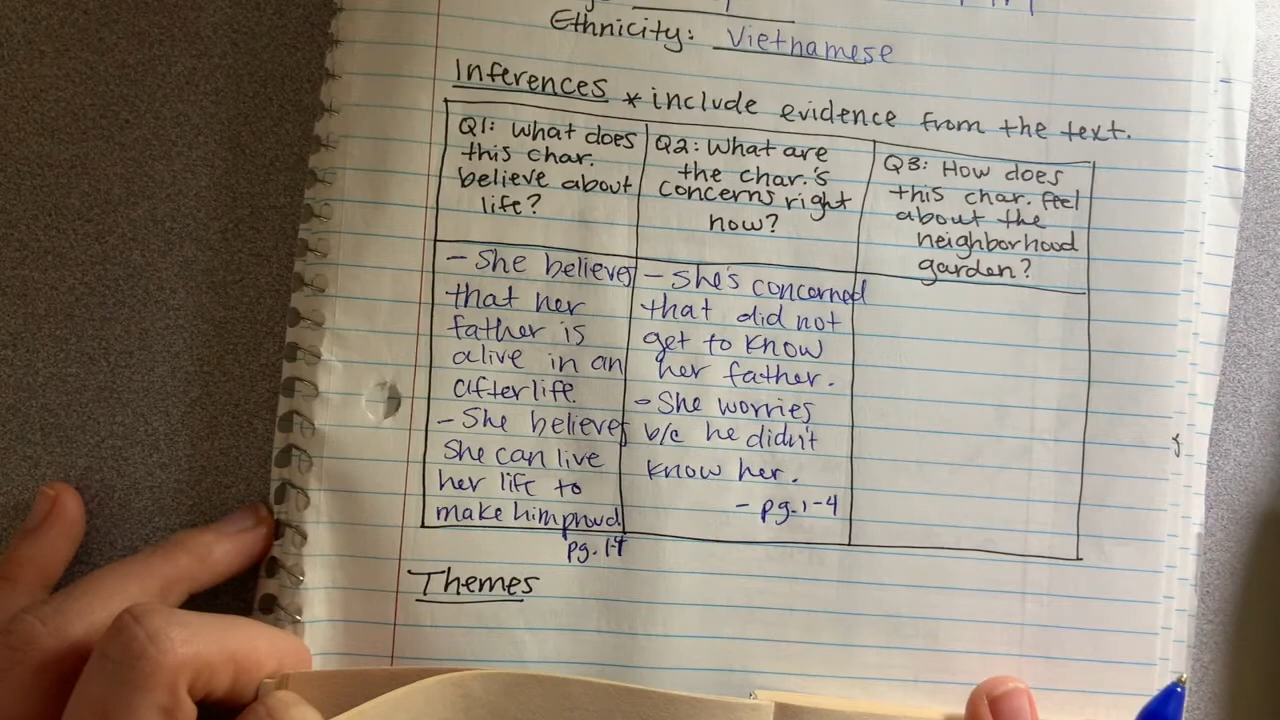 Ethnicity: Vietnamese
Inferences * include evidence from the text.
Q1: What does
this char.
believe about
life?
Q2: What are
the char.'s
concerns right
now?
Q3: How does
this char. feel
about the
neighborhood
garden?
- She believes
that her
father is
alive in an
afterlife.
- She believes
she can live
her life to
make him proud
pg. 1-4
- She's concerned
that did not
get to know
her father.
- She worries
b/c he didn't
know her.
- pg. 1-4
Themes